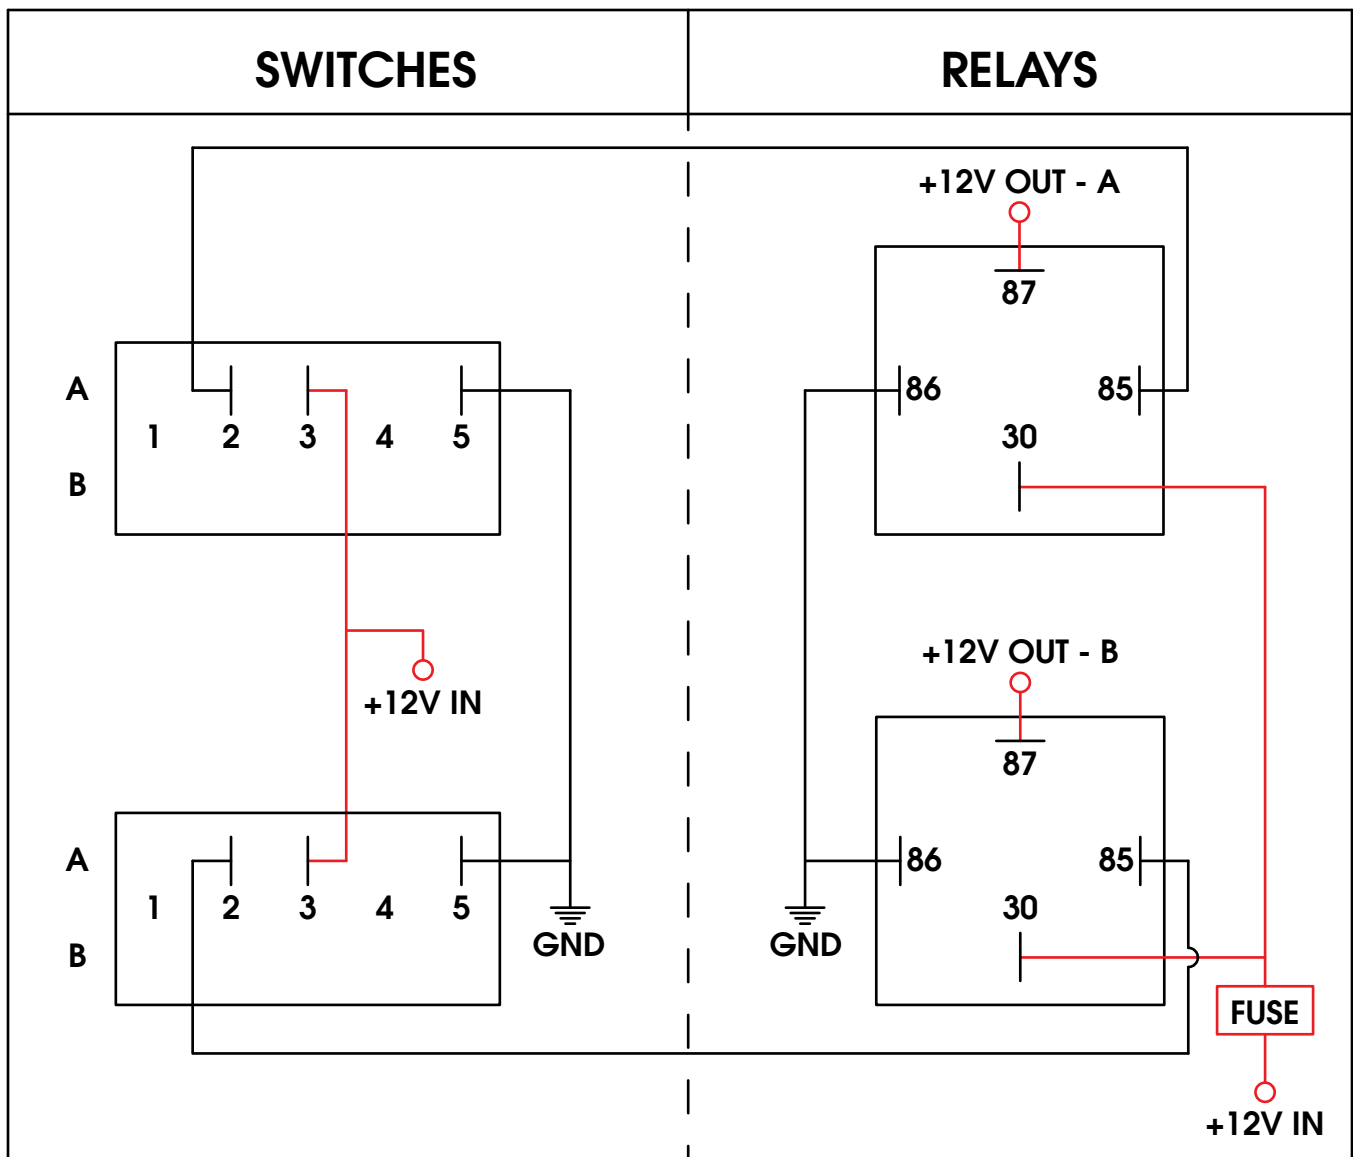 SWITCHES
RELAYS
+12V OUT - A
87
A
86
85
1 2 3 4 5
30
B
+12V OUT - B
+12V IN
87
A
86
85
1 2 3 4 5
30
B
GND
GND
FUSE
+12V IN